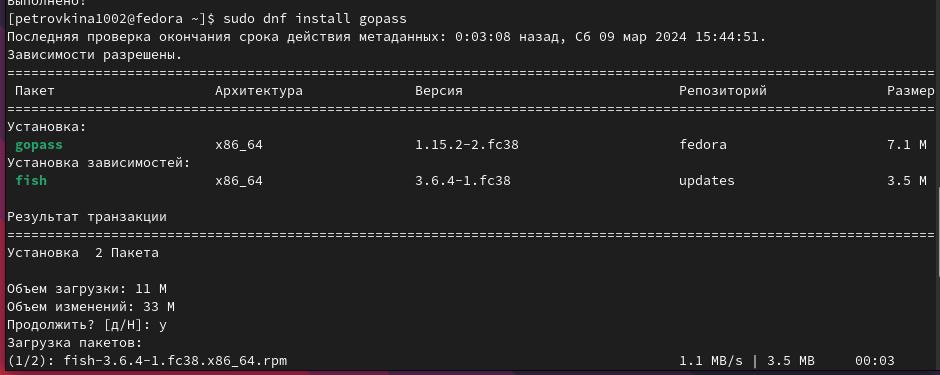 Выполнено!
[petrovkina1002@fedora ~]$ sudo dnf install gopass
Последняя проверка окончания срока действия метаданных: 0:03:08 назад, Сб 09 мар 2024 15:44:51.
Зависимости разрешены.
================================================================================
Пакет Архитектура Версия Репозиторий Размер
================================================================================
Установка:
gopass x86_64 1.15.2-2.fc38 fedora 7.1 M
Установка зависимостей:
fish x86_64 3.6.4-1.fc38 updates 3.5 M
Результат транзакции
================================================================================
Установка 2 Пакета
Объем загрузки: 11 M
Объем изменений: 33 M
Продолжить? [д/Н]: y
Загрузка пакетов:
(1/2): fish-3.6.4-1.fc38.x86_64.rpm 1.1 MB/s | 3.5 MB 00:03